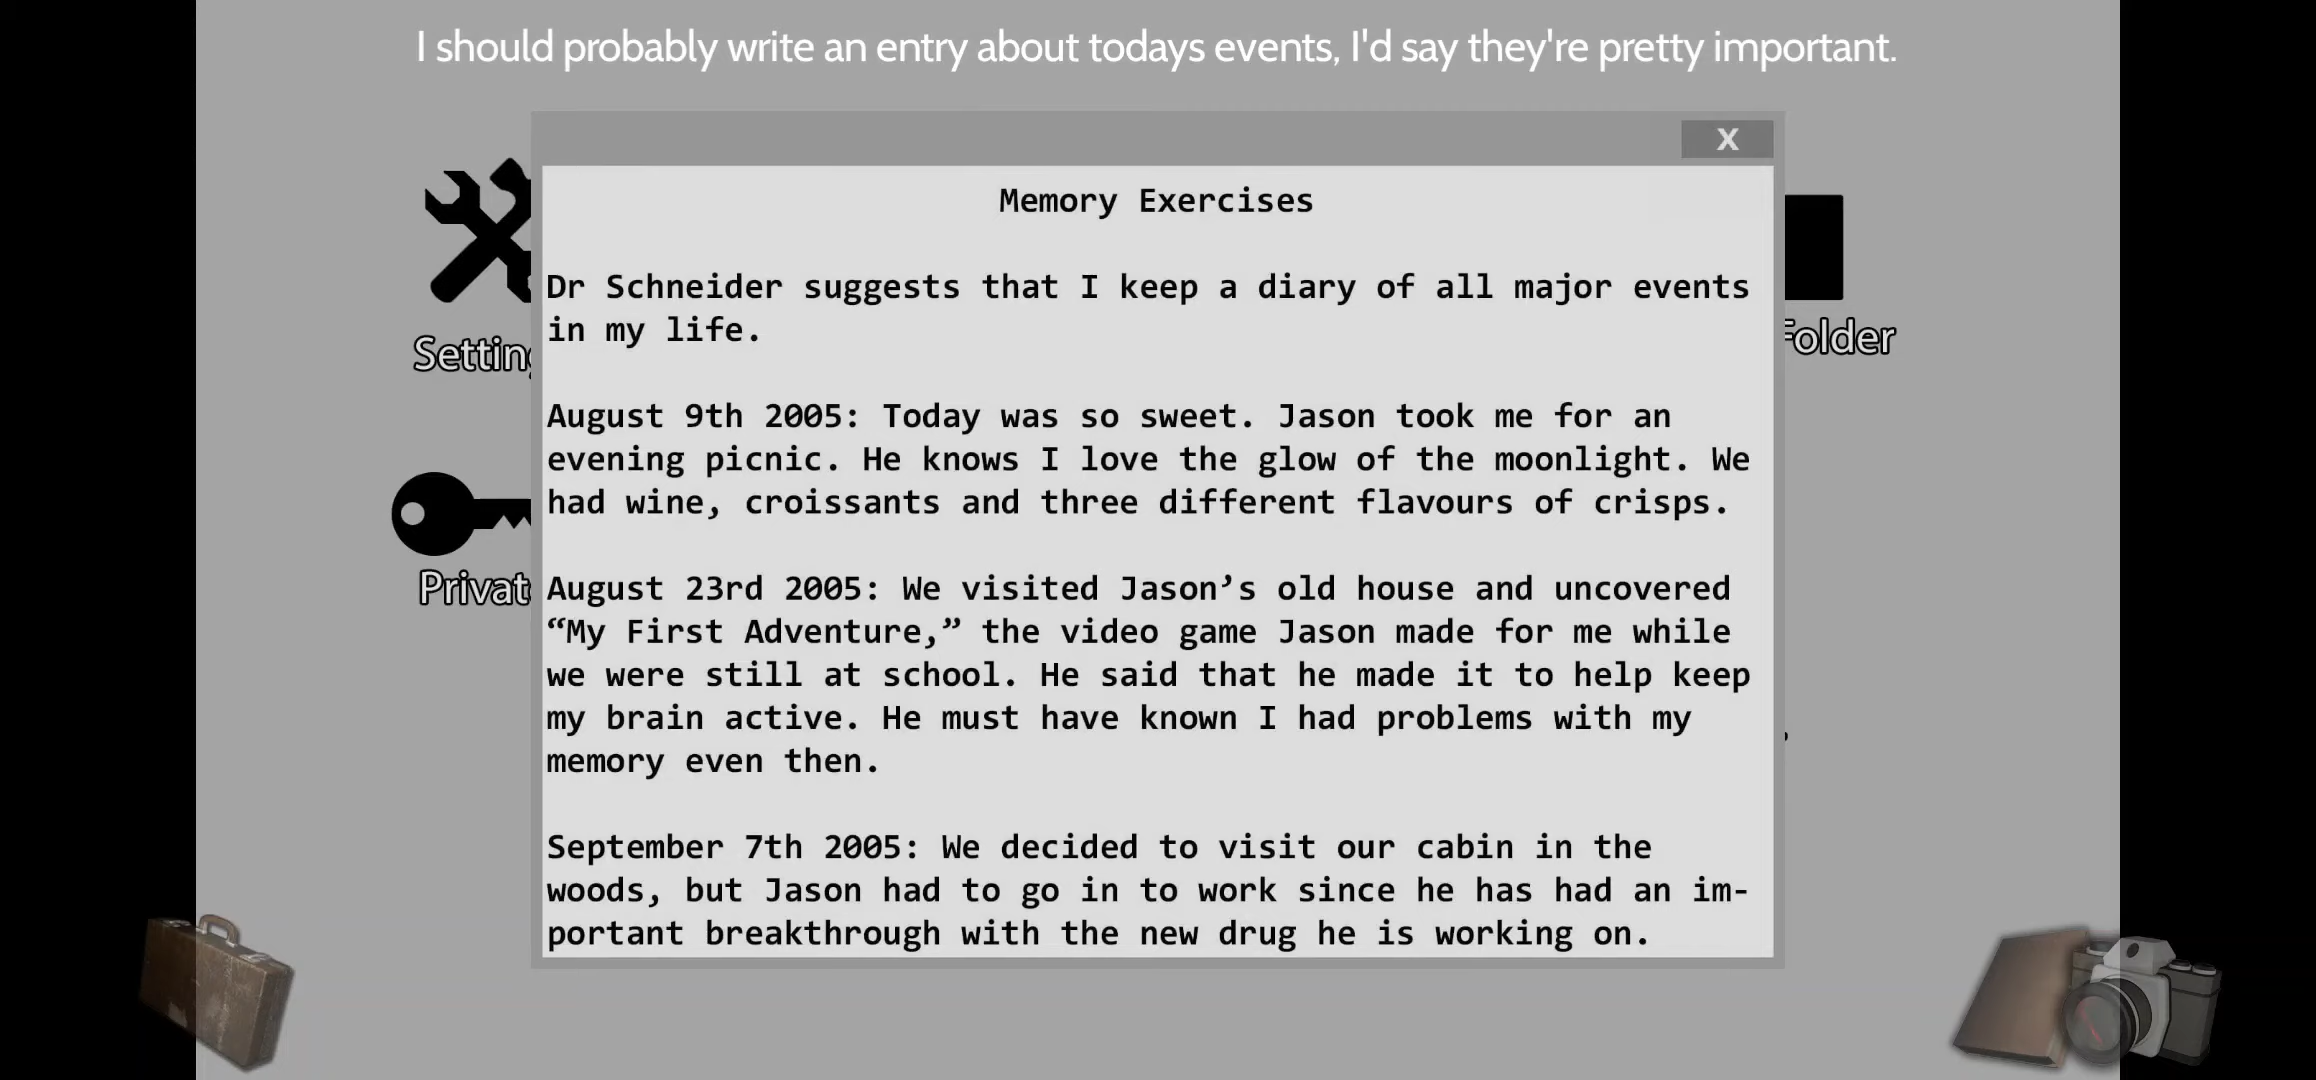 I should probably write an entry about todays events, I'd say they're pretty important.
X
Memory Exercises
Dr Schneider suggests that I keep a diary of all major events
in my life.
August 9th 2005: Today was so sweet. Jason took me for an
evening picnic. He knows I love the glow of the moonlight. We
had wine, croissants and three different flavours of crisps.
August 23rd 2005: We visited Jason’s old house and uncovered
“My First Adventure,” the video game Jason made for me while
we were still at school. He said that he made it to help keep
my brain active. He must have known I had problems with my
memory even then.
September 7th 2005: We decided to visit our cabin in the
woods, but Jason had to go in to work since he has had an im-
portant breakthrough with the new drug he is working on.
Setting
Folder
Privat